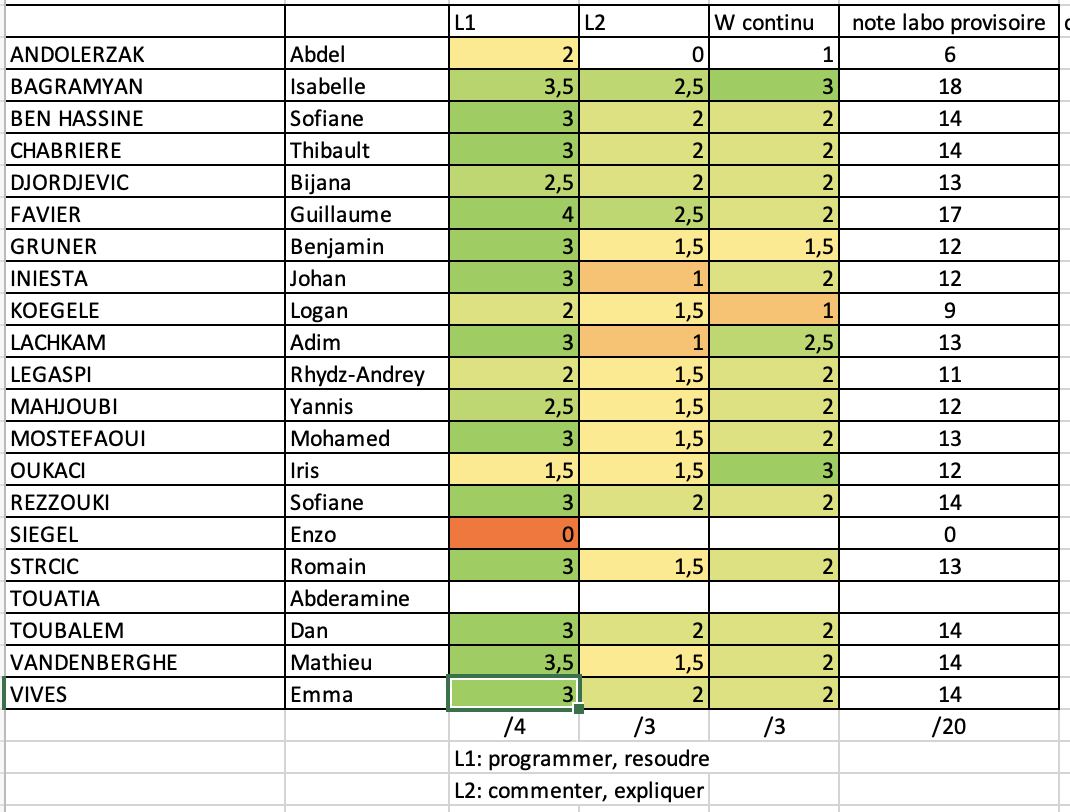 L1 L2 W continu note labo provisoire
ANDOLERZAK Abdel 2 0 1 6
BAGRAMYAN Isabelle 3,5 2,5 3 18
BEN HASSINE Sofiane 3 2 2 14
CHABRIERE Thibault 3 2 2 14
DJORDJEVIC Bijana 2,5 2 2 13
FAVIER Guillaume 4 2,5 2 17
GRUNER Benjamin 3 1,5 1,5 12
INIESTA Johan 3 1 2 12
KOEGELE Logan 2 1,5 1 9
LACHKAM Adim 3 1 2,5 13
LEGASPI Rhydz-Andrey 2 1,5 2 11
MAHJOUBI Yannis 2,5 1,5 2 12
MOSTEFAOUI Mohamed 3 1,5 2 13
OUKACI Iris 1,5 1,5 3 12
REZZOUKI Sofiane 3 2 2 14
SIEGEL Enzo 0 0
STRCIC Romain 3 1,5 2 13
TOUATIA Abderamine
TOUBALEM Dan 3 2 2 14
VANDENBERGHE Mathieu 3,5 1,5 2 14
VIVES Emma 3 2 2 14
/4 /3 /3 /20
L1: programmer, resoudre
L2: commenter, expliquer